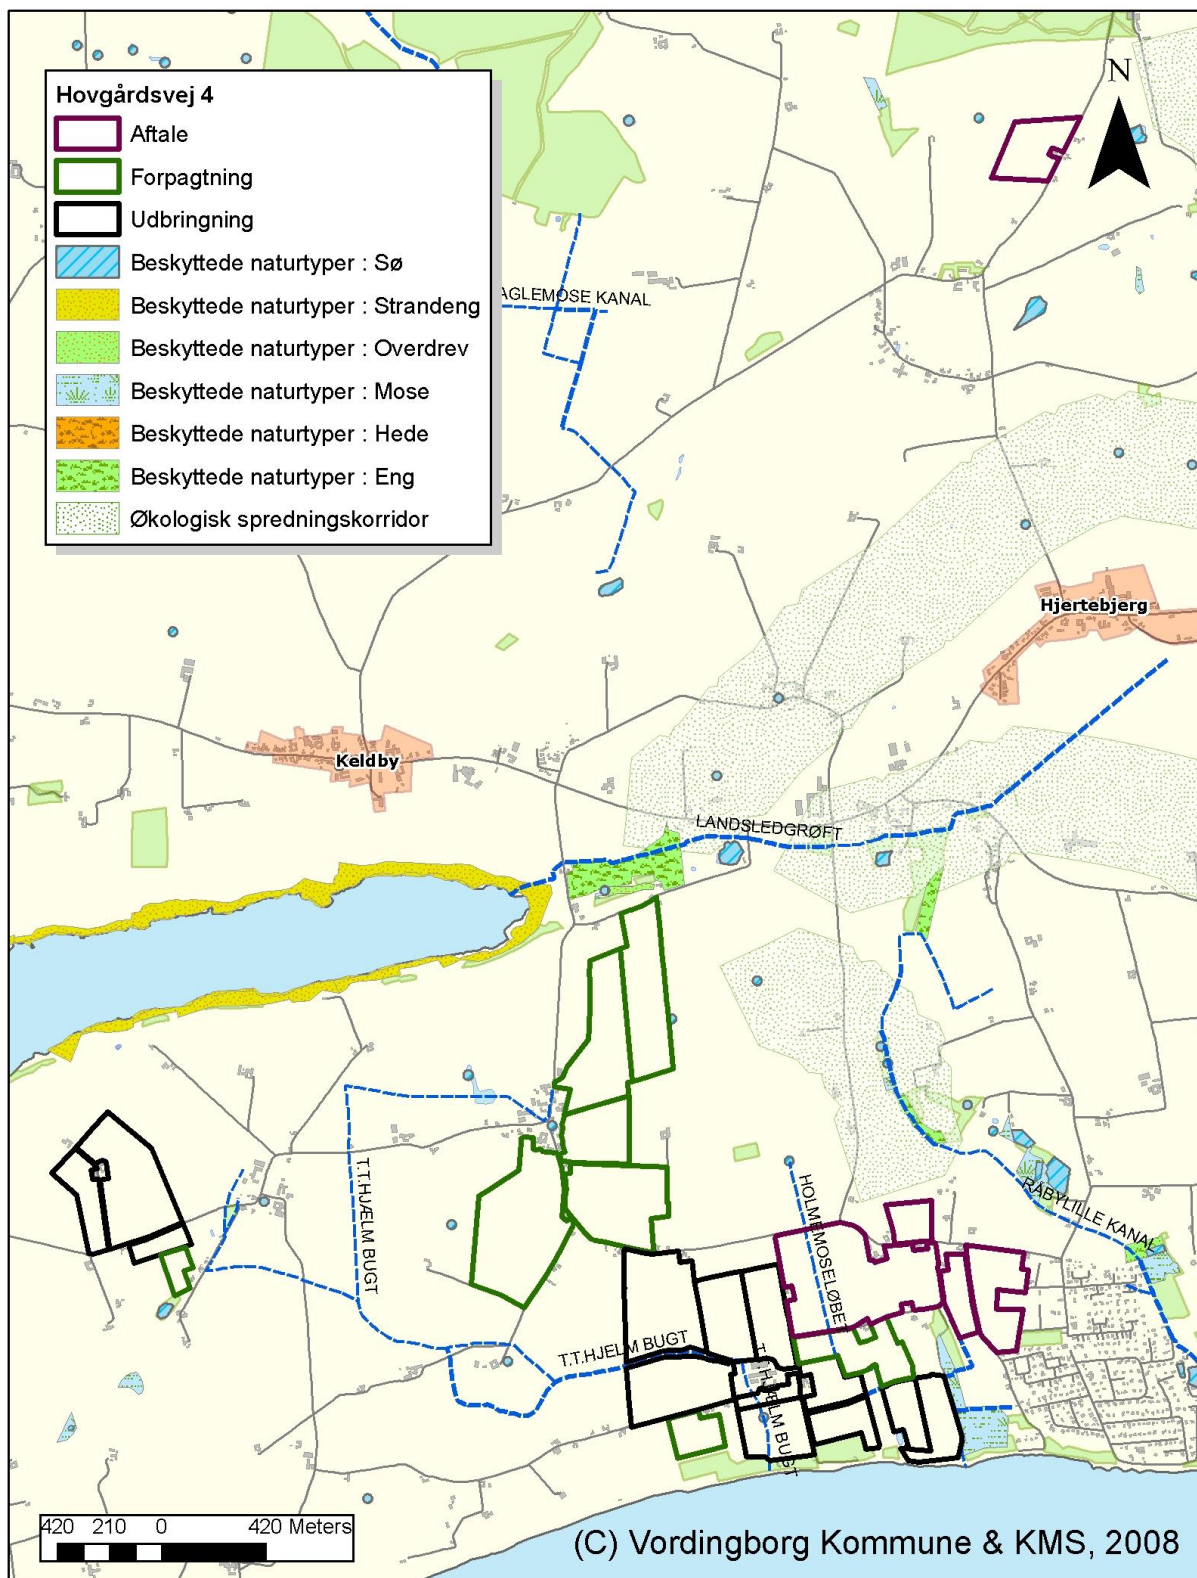 N
Hovgårdsvej 4
Aftale
Forpagtning
Udbringning
Beskyttede naturtyper : Sø
Beskyttede naturtyper : Strandeng
Beskyttede naturtyper : Overdrev
Beskyttede naturtyper : Mose
Beskyttede naturtyper : Hede
Beskyttede naturtyper : Eng
Økologisk spredningskorridor
AGLEMOSE KANAL
Hjertebjerg
Keldby
LANDSLEDGRØFT
T.T.HJÆLM BUGT
HOLMEMOSELØBET
RÅBYLILLE KANAL
T.T.HJELM BUGT
T.T.HJÆLM BUGT
420 210 0 420 Meters
(C) Vordingborg Kommune & KMS, 2008